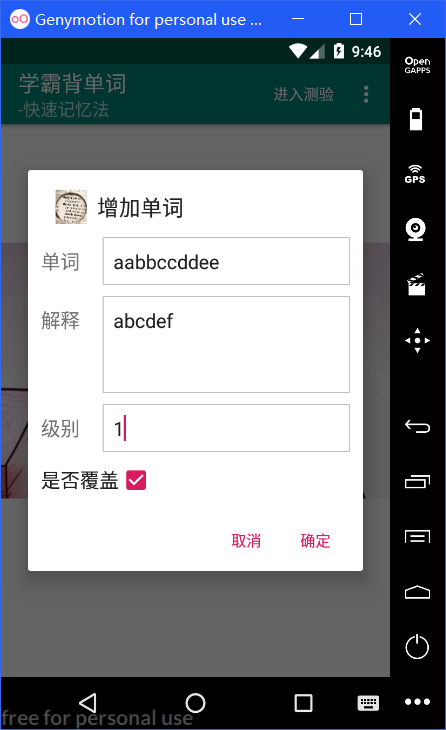 Genymotion for personal use ...
9:46
学霸背单词
-快速记忆法
进入测验
增加单词
单词
aabbccddee
解释
abcdef
级别
1
是否覆盖
取消
确定
Open
GAPPS
GPS
free for personal use